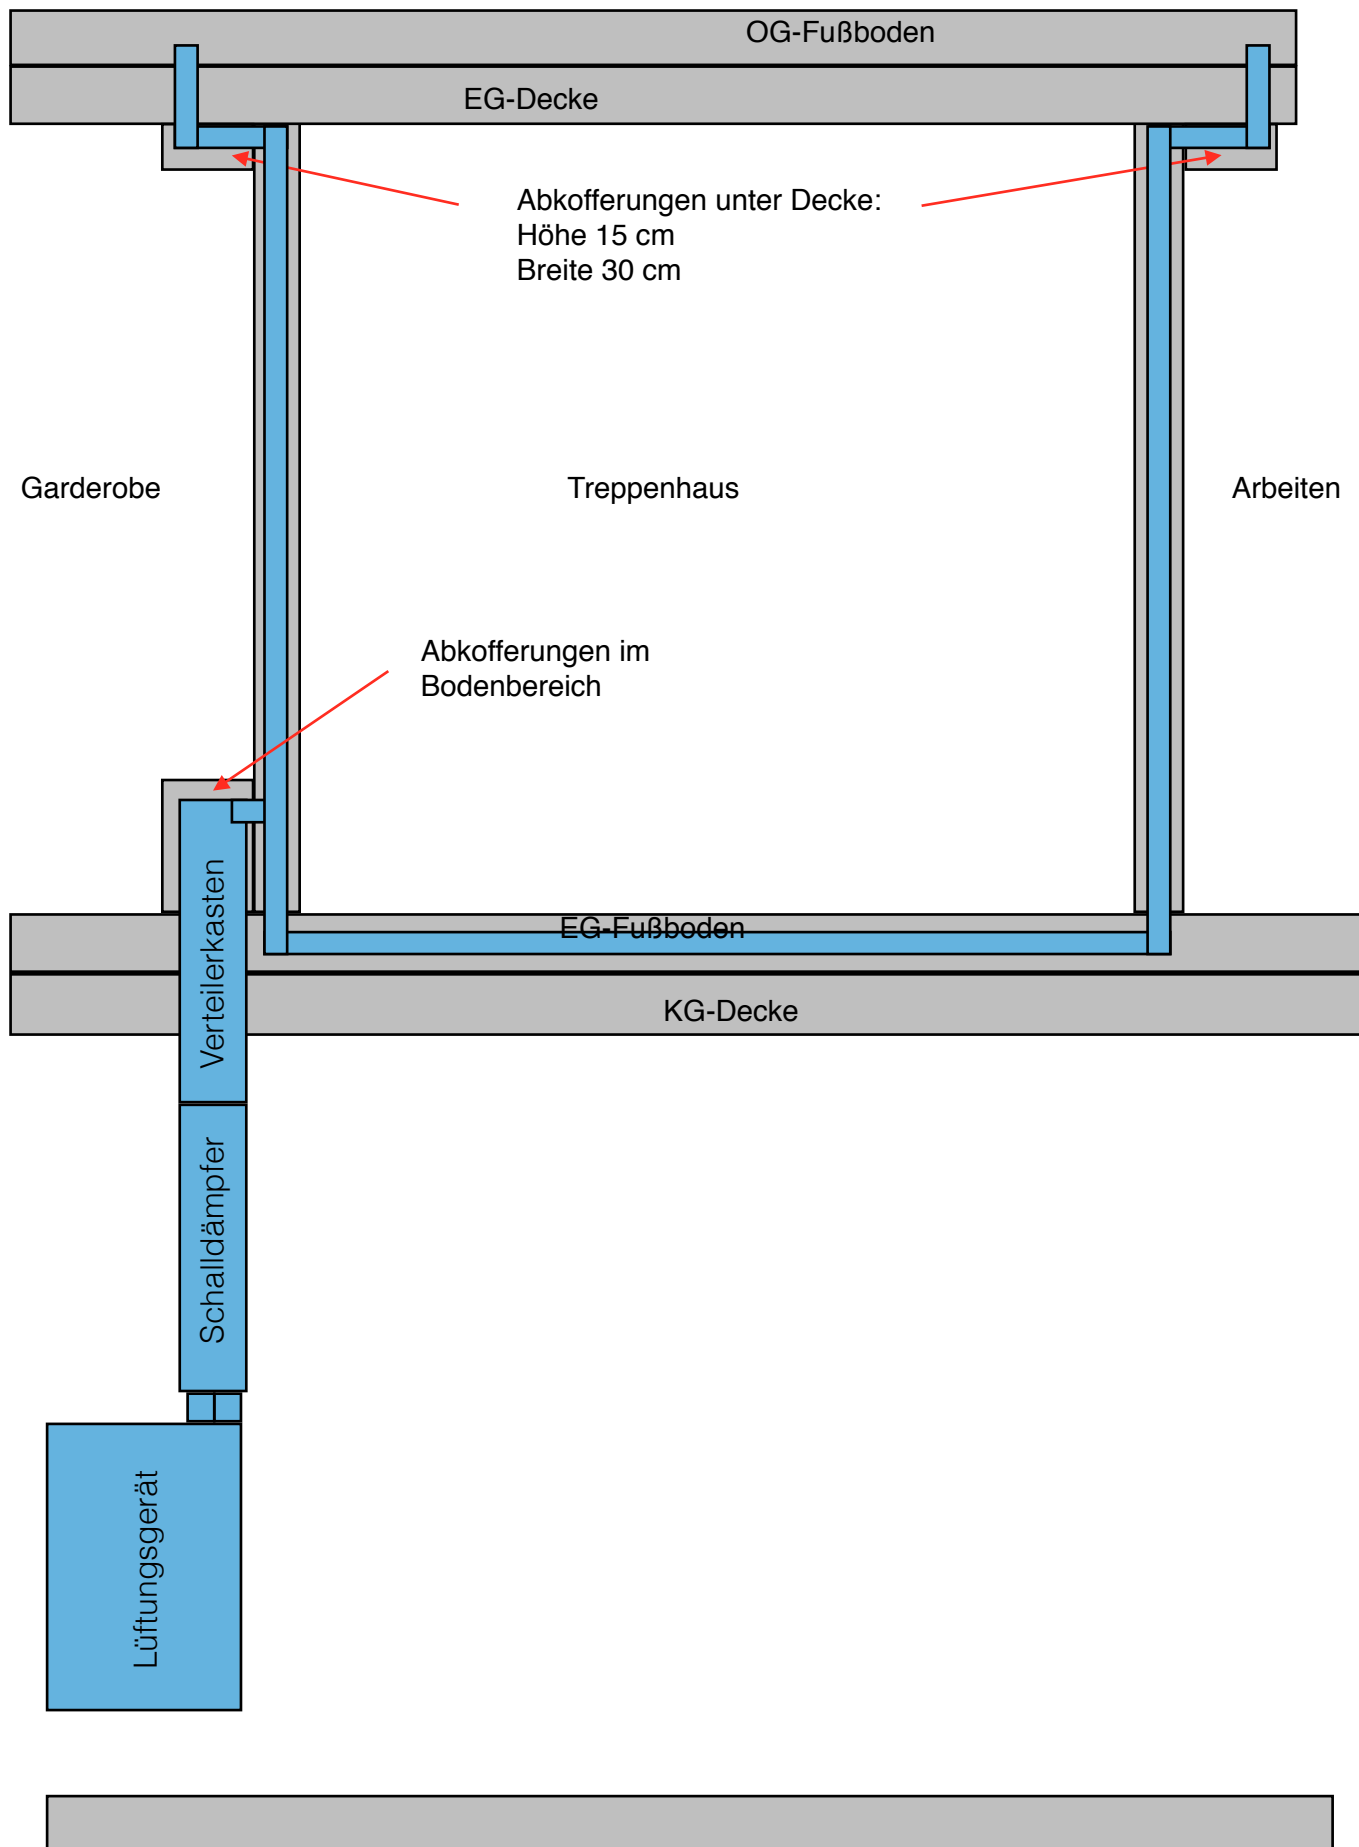 OG-Fußboden
EG-Decke
Abkofferungen unter Decke:
Höhe 15 cm
Breite 30 cm
Garderobe
Treppenhaus
Arbeiten
Abkofferungen im
Bodenbereich
EG-Fußboden
Verteilerkasten
KG-Decke
Schalldämpfer
Lüftungsgerät